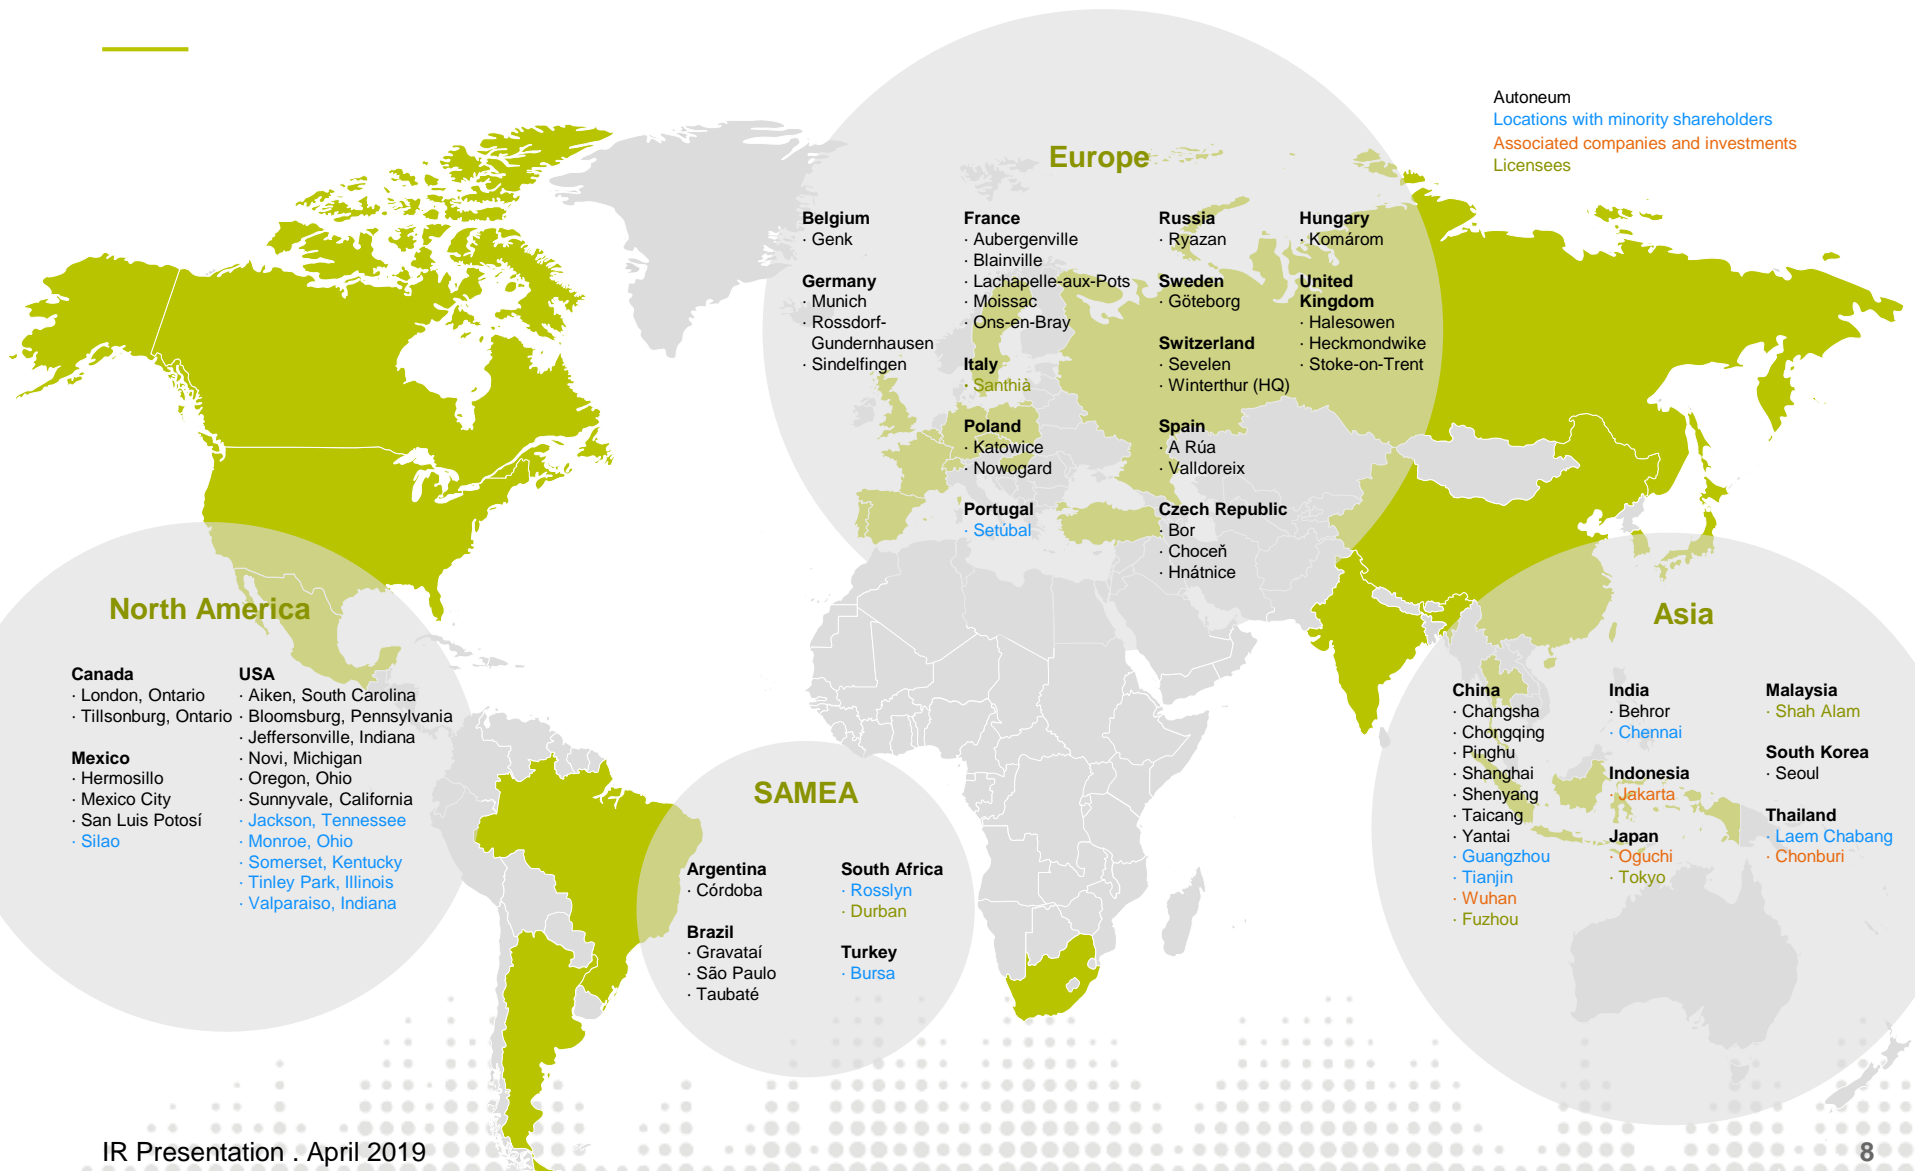 Autoneum
Locations with minority shareholders
Associated companies and investments
Licensees
Europe
Belgium
· Genk
Germany
· Munich
· Rossdorf-
Gundernhausen
· Sindelfingen
France
· Aubergenville
· Blainville
· Lachapelle-aux-Pots
· Moissac
· Ons-en-Bray
Italy
· Santhià
Poland
· Katowice
· Nowogard
Portugal
· Setúbal
Russia
· Ryazan
Sweden
· Göteborg
Switzerland
· Sevelen
· Winterthur (HQ)
Spain
· A Rúa
· Valldoreix
Czech Republic
· Bor
· Choceň
· Hnátnice
Hungary
· Komárom
United
Kingdom
· Halesowen
· Heckmondwike
· Stoke-on-Trent
North America
Canada
· London, Ontario
· Tillsonburg, Ontario
Mexico
· Hermosillo
· Mexico City
· San Luis Potosí
· Silao
USA
· Aiken, South Carolina
· Bloomsburg, Pennsylvania
· Jeffersonville, Indiana
· Novi, Michigan
· Oregon, Ohio
· Sunnyvale, California
· Jackson, Tennessee
· Monroe, Ohio
· Somerset, Kentucky
· Tinley Park, Illinois
· Valparaiso, Indiana
SAMEA
Argentina
· Córdoba
Brazil
· Gravataí
· São Paulo
· Taubaté
South Africa
· Rosslyn
· Durban
Turkey
· Bursa
Asia
China
· Changsha
· Chongqing
· Pinghu
· Shanghai
· Shenyang
· Taicang
· Yantai
· Guangzhou
· Tianjin
· Wuhan
· Fuzhou
India
· Behror
· Chennai
Indonesia
· Jakarta
Japan
· Oguchi
· Tokyo
Malaysia
· Shah Alam
South Korea
· Seoul
Thailand
· Laem Chabang
· Chonburi
IR Presentation . April 2019
8